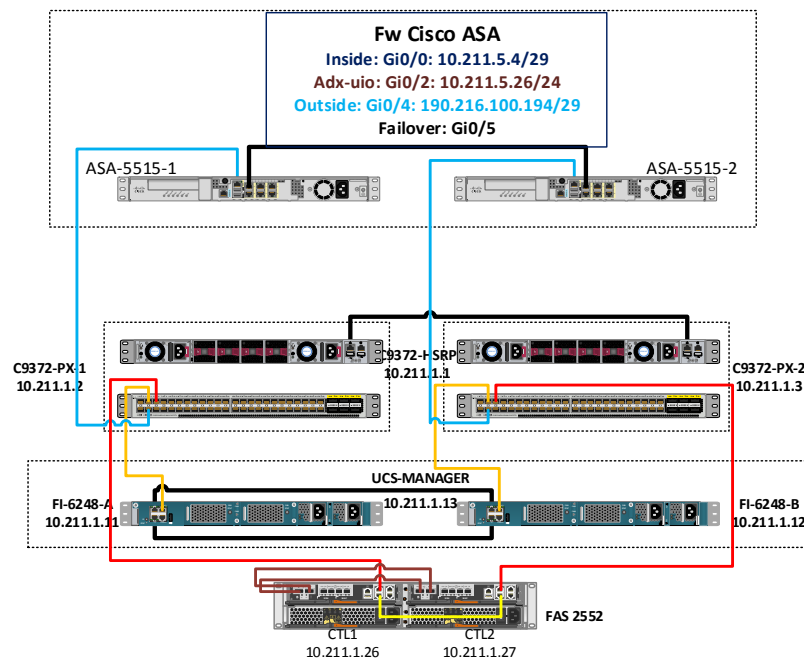 Fw Cisco ASA
Inside: Gi0/0: 10.211.5.4/29
Adx-uio: Gi0/2: 10.211.5.26/24
Outside: Gi0/4: 190.216.100.194/29
Failover: Gi0/5
ASA-5515-1
ASA-5515-2
C9372-PX-1
10.211.1.2
C9372-HSRP
10.211.1.1
C9372-PX-2
10.211.1.3
UCS-MANAGER
10.211.1.13
FI-6248-A
10.211.1.11
FI-6248-B
10.211.1.12
FAS 2552
CTL1
10.211.1.26
CTL2
10.211.1.27